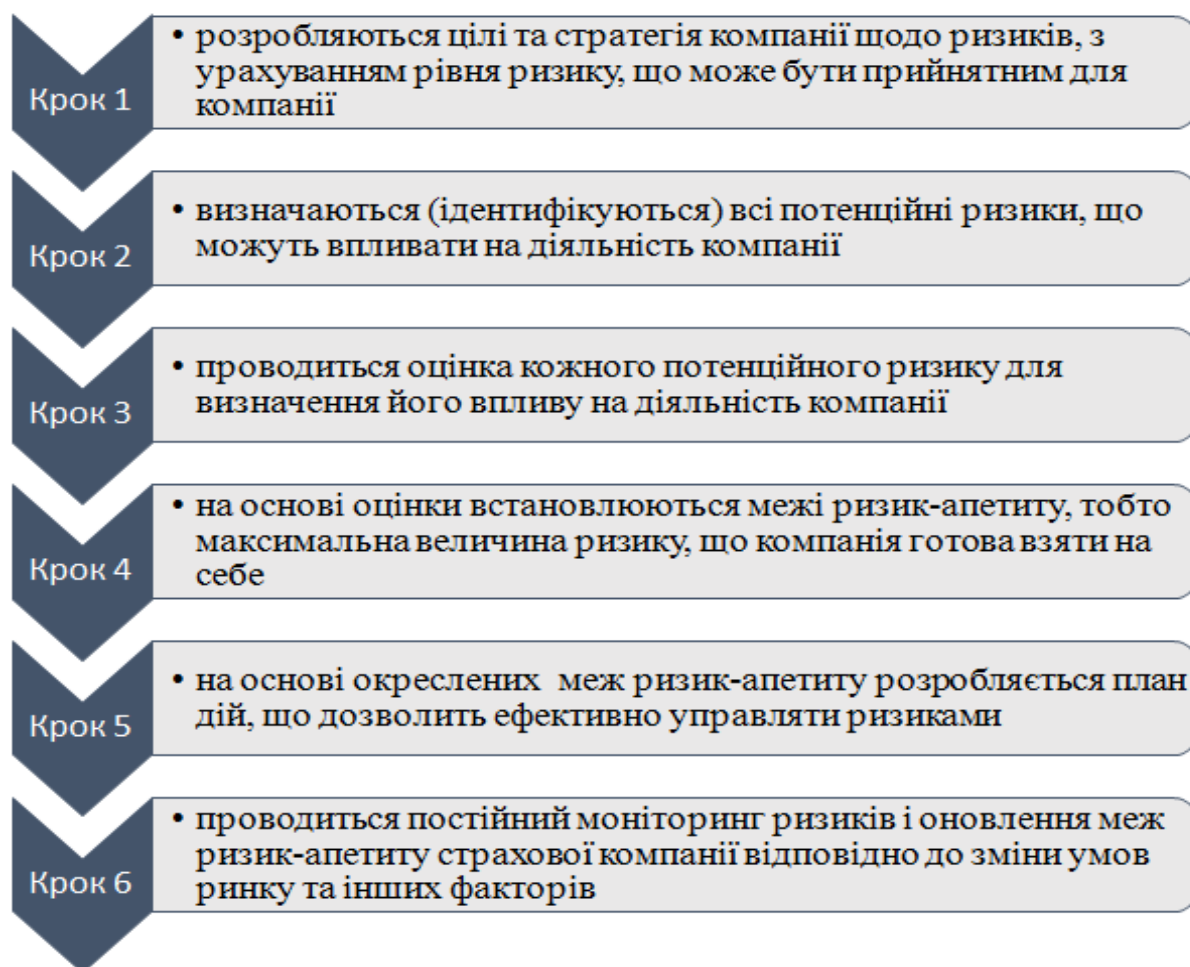 Крок 1
• розробляються цілі та стратегія компанії щодо ризиків, з
урахуванням рівня ризику, що може бути прийнятним для
компанії
Крок 2
• визначаються (ідентифікуються) всі потенційні ризики, що
можуть впливати на діяльність компанії
Крок 3
• проводиться оцінка кожного потенційного ризику для
визначення його впливу на діяльність компанії
Крок 4
• на основі оцінки встановлюються межі ризик-апетиту, тобто
максимальна величина ризику, що компанія готова взяти на
себе
Крок 5
• на основі окреслених меж ризик-апетиту розробляється план
дій, що дозволить ефективно управляти ризиками
Крок 6
• проводиться постійний моніторинг ризиків і оновлення меж
ризик-апетиту страхової компанії відповідно до зміни умов
ринку та інших факторів